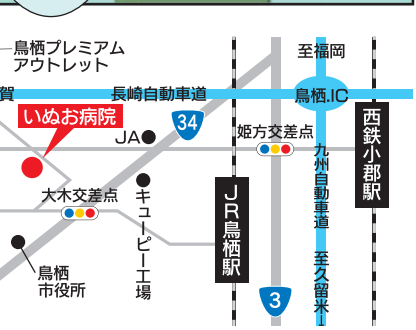 鳥栖プレミアム
アウトレット
至福岡
賀
長崎自動車道
鳥栖.IC
いぬお病院
34
JA
姫方交差点
西鉄小郡駅
九州自動車道
大木交差点
キューピー工場
JR鳥栖駅
鳥栖
市役所
3
至久留米